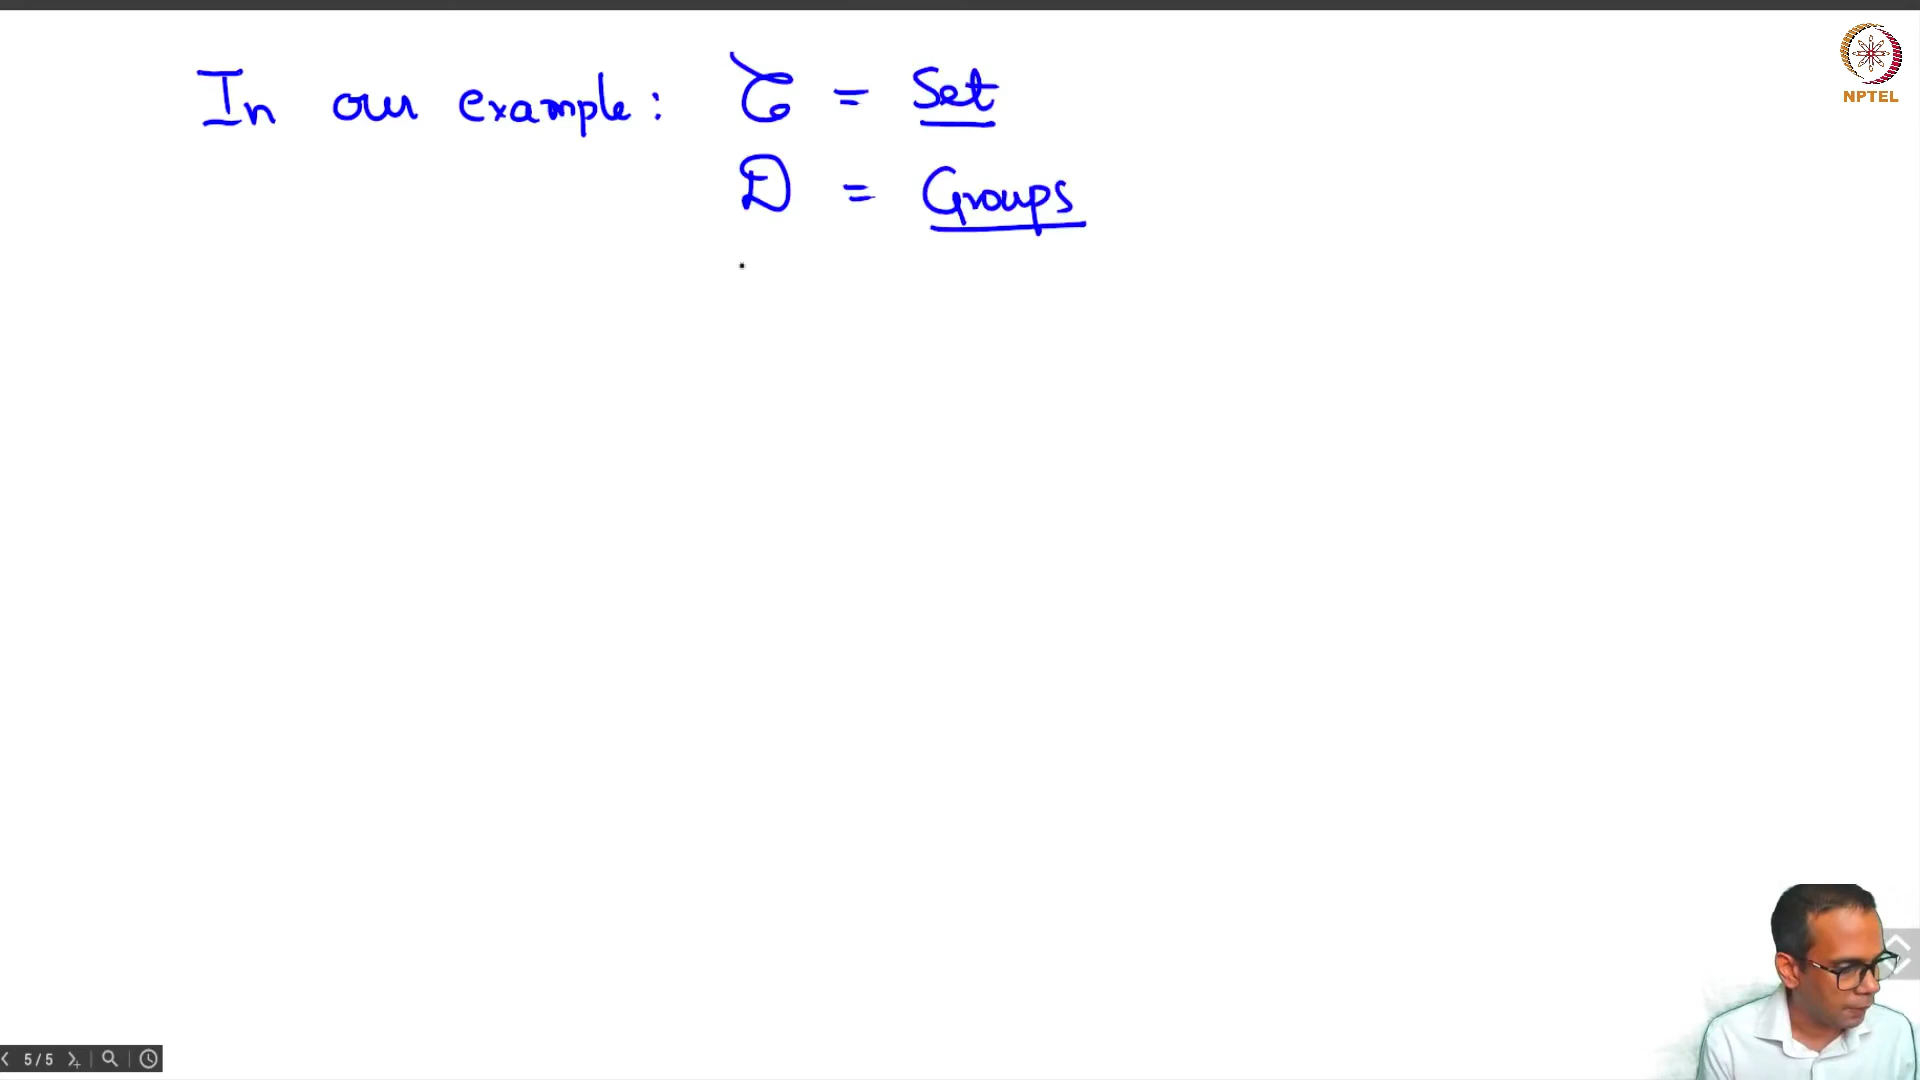 In our example: 𝒞 = Set
𝒟 = Groups
NPTEL
5/5